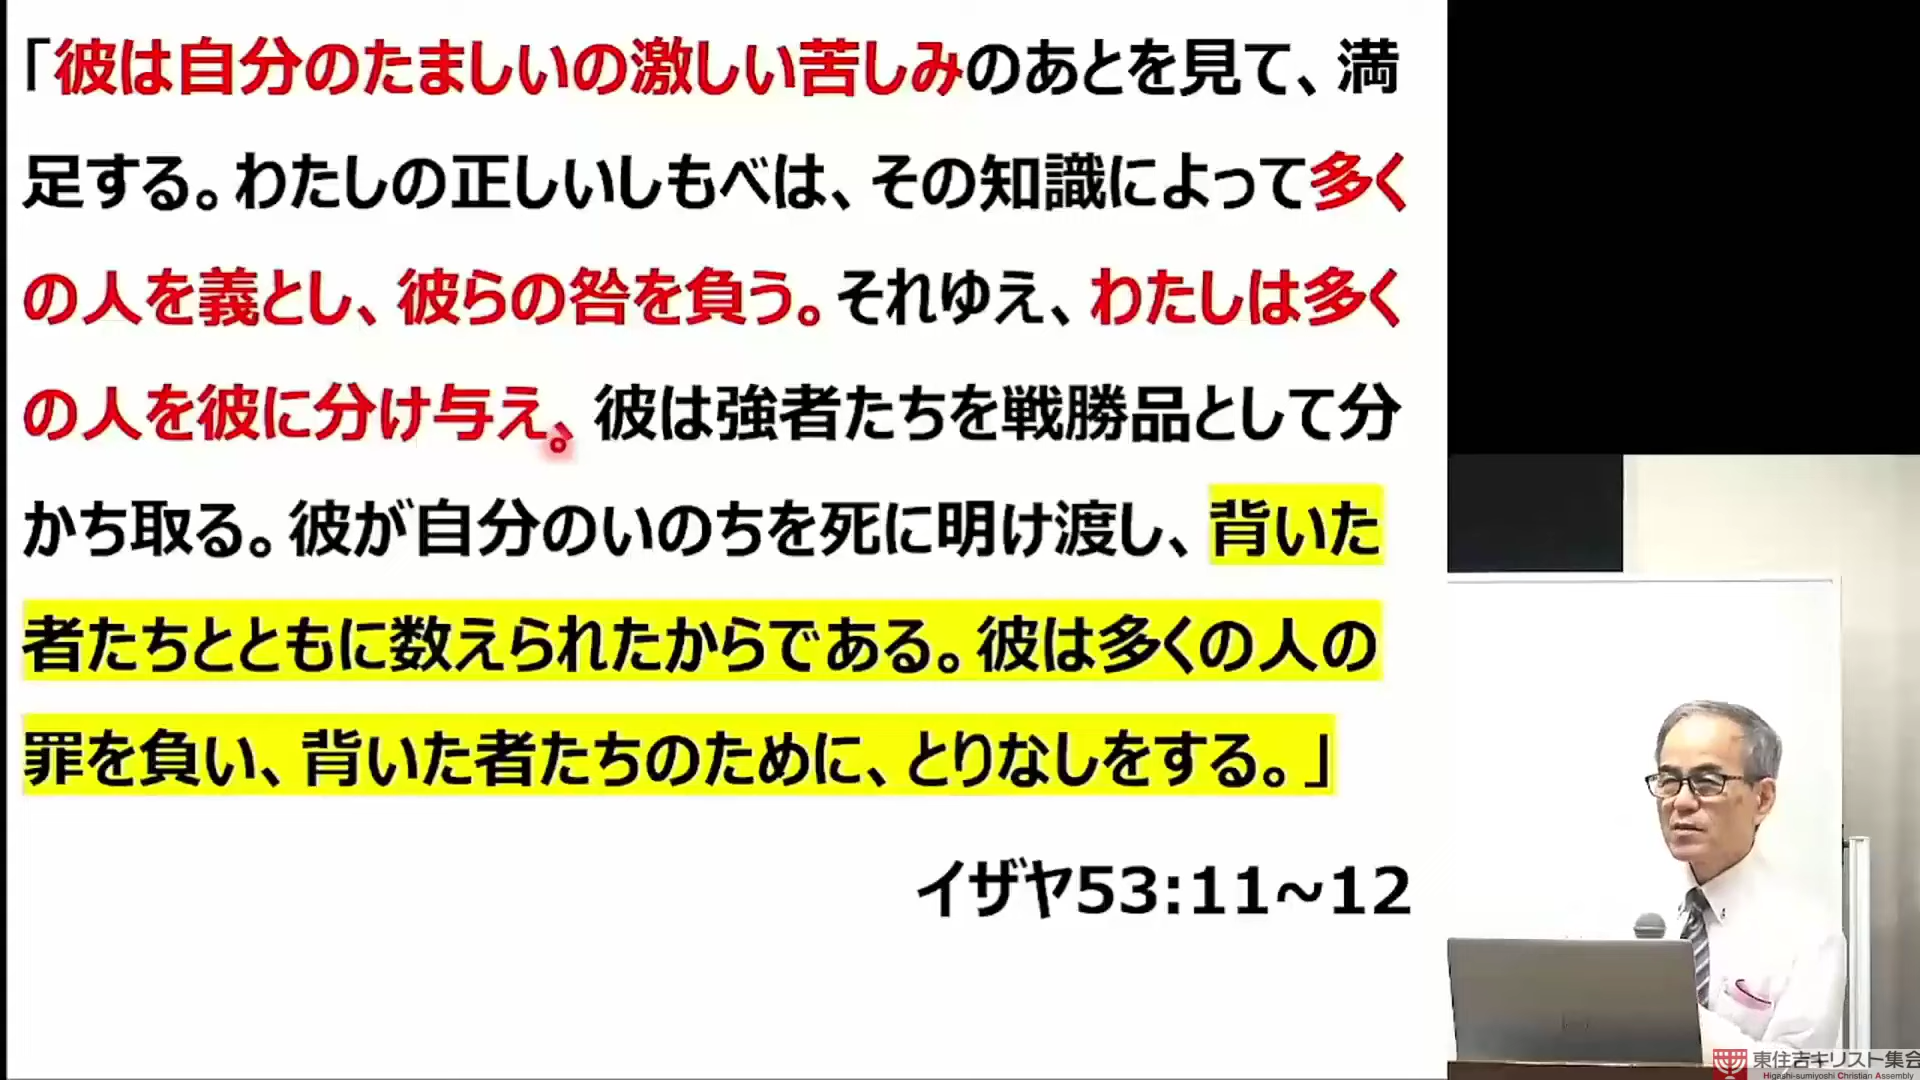 「彼は自分のたましいの激しい苦しみのあとを見て、満
足する。わたしの正しいしもべは、その知識によって多く
の人を義とし、彼らの咎を負う。それゆえ、わたしは多く
の人を彼に分け与え、彼は強者たちを戦勝品として分
かち取る。彼が自分のいのちを死に明け渡し、背いた
者たちとともに数えられたからである。彼は多くの人の
罪を負い、背いた者たちのために、とりなしをする。」
イザヤ53:11~12
東住吉キリスト集会
Higashi-sumiyoshi Christian Assembly